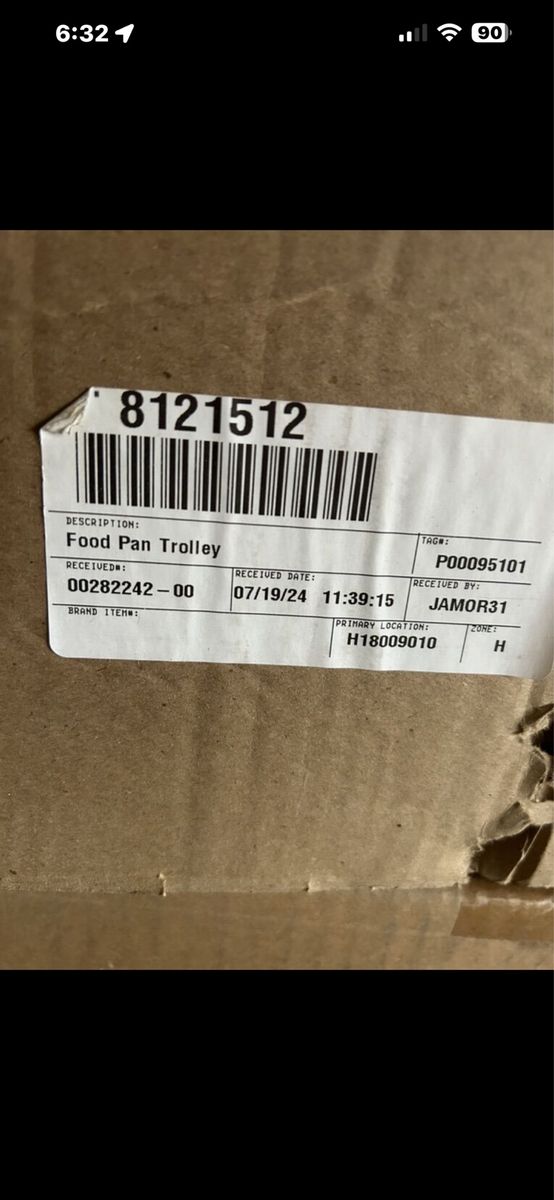 6:32
90
8121512
DESCRIPTION:
Food Pan Trolley
TAG#:
P00095101
RECEIVED#:
00282242-00
RECEIVED DATE:
07/19/24 11:39:15
RECEIVED BY:
JAMOR31
BRAND ITEM#:
PRIMARY LOCATION:
H18009010
ZONE:
H